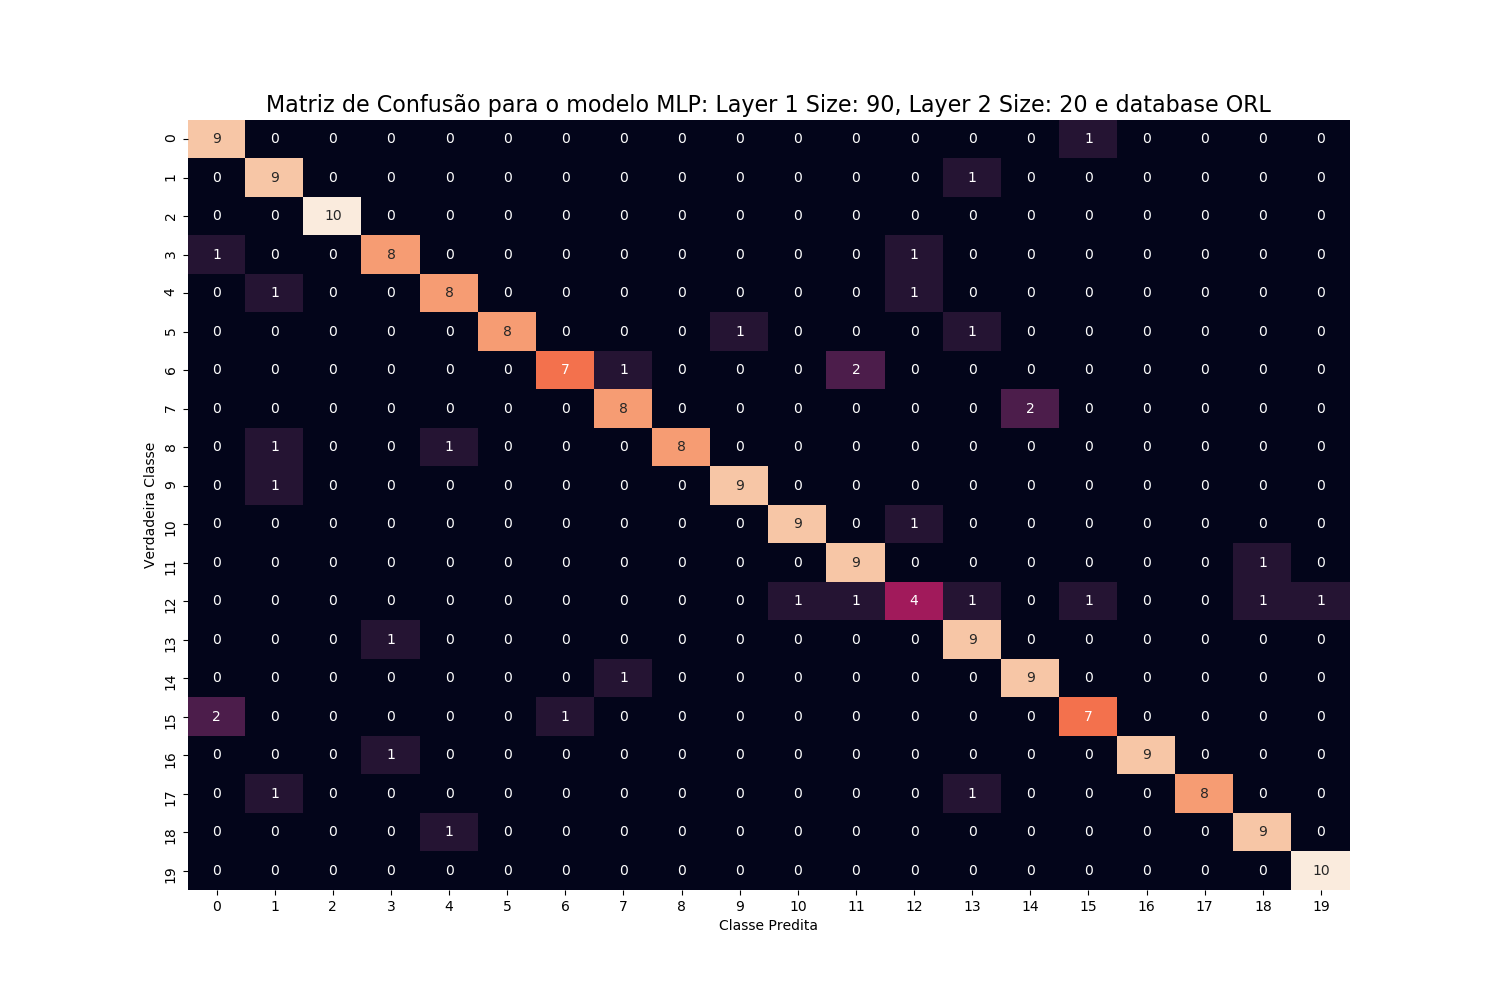 Matriz de Confusão para o modelo MLP: Layer 1 Size: 90, Layer 2 Size: 20 e database ORL
Verdadeira Classe
0 9 0 0 0 0 0 0 0 0 0 0 0 0 0 0 1 0 0 0 0
1 0 9 0 0 0 0 0 0 0 0 0 0 0 1 0 0 0 0 0 0
2 0 0 10 0 0 0 0 0 0 0 0 0 0 0 0 0 0 0 0 0
3 1 0 0 8 0 0 0 0 0 0 0 0 1 0 0 0 0 0 0 0
4 0 1 0 0 8 0 0 0 0 0 0 0 1 0 0 0 0 0 0 0
5 0 0 0 0 0 8 0 0 0 1 0 0 0 1 0 0 0 0 0 0
6 0 0 0 0 0 0 7 1 0 0 0 2 0 0 0 0 0 0 0 0
7 0 0 0 0 0 0 0 8 0 0 0 0 0 0 2 0 0 0 0 0
8 0 1 0 0 1 0 0 0 8 0 0 0 0 0 0 0 0 0 0 0
9 0 1 0 0 0 0 0 0 0 9 0 0 0 0 0 0 0 0 0 0
10 0 0 0 0 0 0 0 0 0 0 9 0 1 0 0 0 0 0 0 0
11 0 0 0 0 0 0 0 0 0 0 0 9 0 0 0 0 0 0 1 0
12 0 0 0 0 0 0 0 0 0 0 1 1 4 1 0 1 0 0 1 1
13 0 0 0 1 0 0 0 0 0 0 0 0 0 9 0 0 0 0 0 0
14 0 0 0 0 0 0 0 1 0 0 0 0 0 0 9 0 0 0 0 0
15 2 0 0 0 0 0 1 0 0 0 0 0 0 0 0 7 0 0 0 0
16 0 0 0 1 0 0 0 0 0 0 0 0 0 0 0 0 9 0 0 0
17 0 1 0 0 0 0 0 0 0 0 0 0 0 1 0 0 0 8 0 0
18 0 0 0 0 1 0 0 0 0 0 0 0 0 0 0 0 0 0 9 0
19 0 0 0 0 0 0 0 0 0 0 0 0 0 0 0 0 0 0 0 10
0 1 2 3 4 5 6 7 8 9 10 11 12 13 14 15 16 17 18 19
Classe Predita